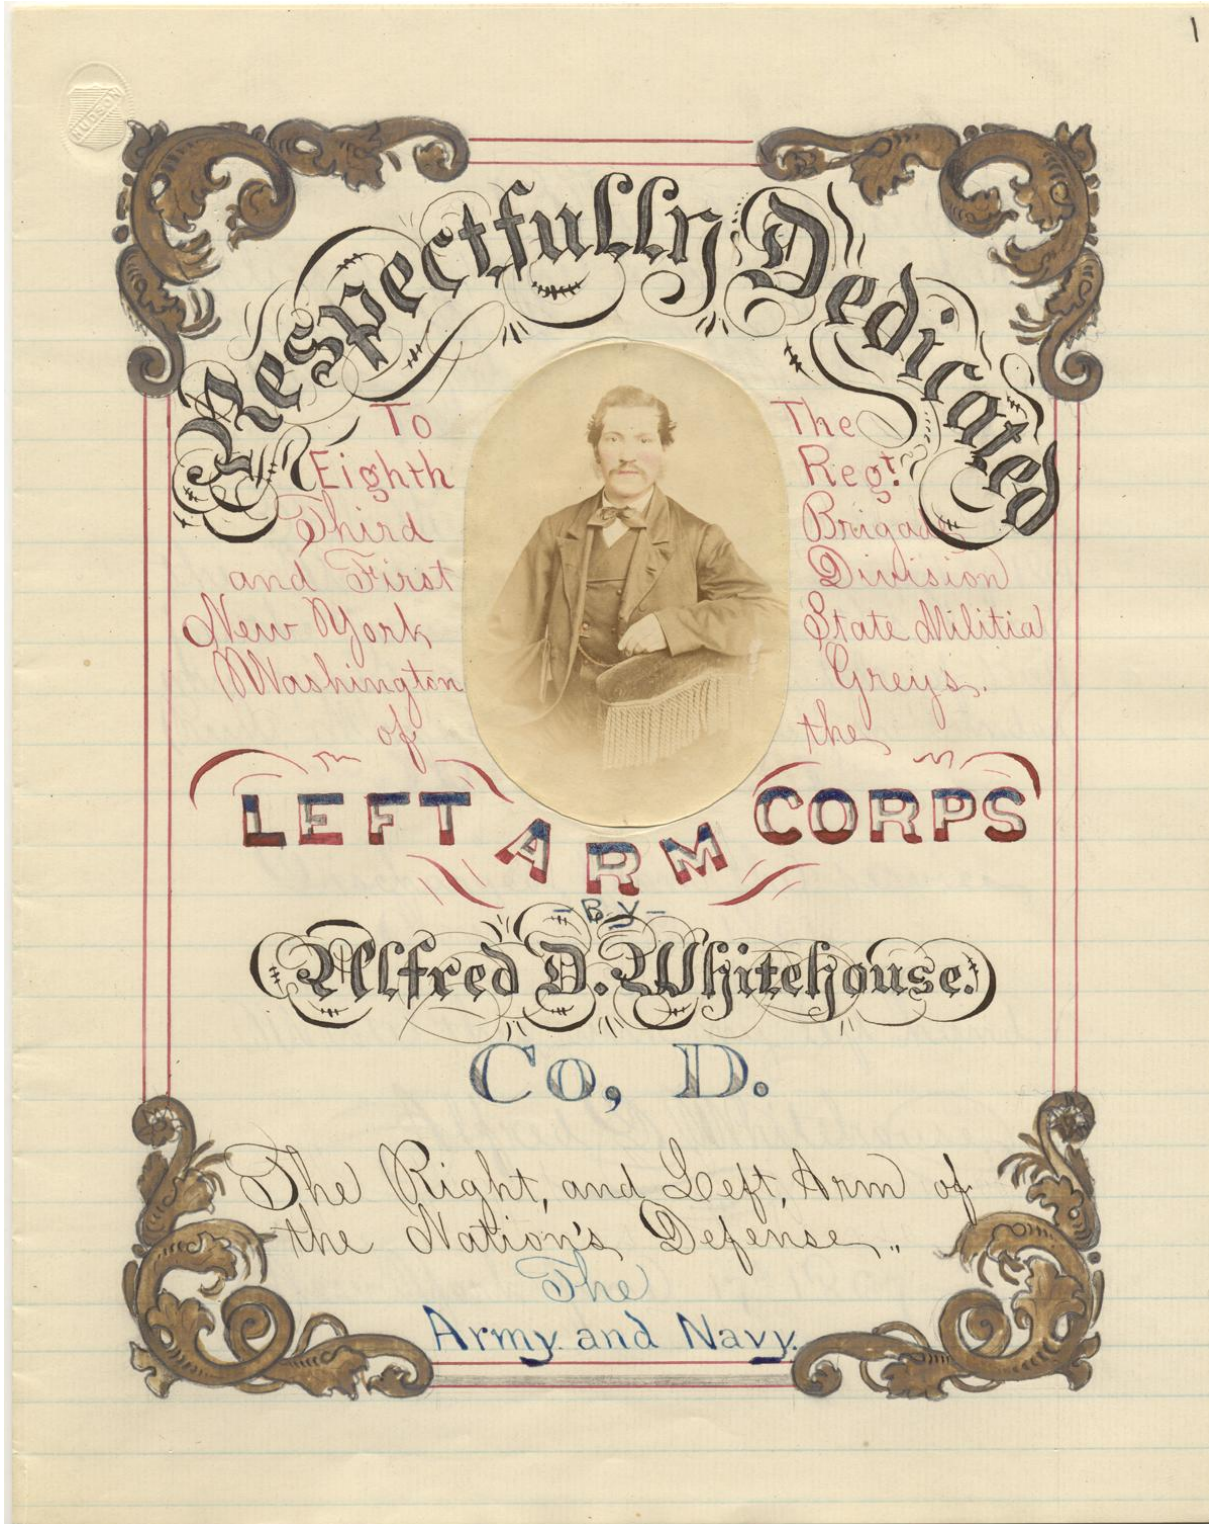 1
HUDSON
Respectfully Dedicated
To The
Eighth Regt.
Third Brigade
and First Division
New York State Militia
Washington Greys.
of the
LEFT ARM CORPS
-BY-
Alfred D. Whitehouse.
Co, D.
The Right, and Left, Arm of
the Nation's Defense.,
The
Army and Navy.